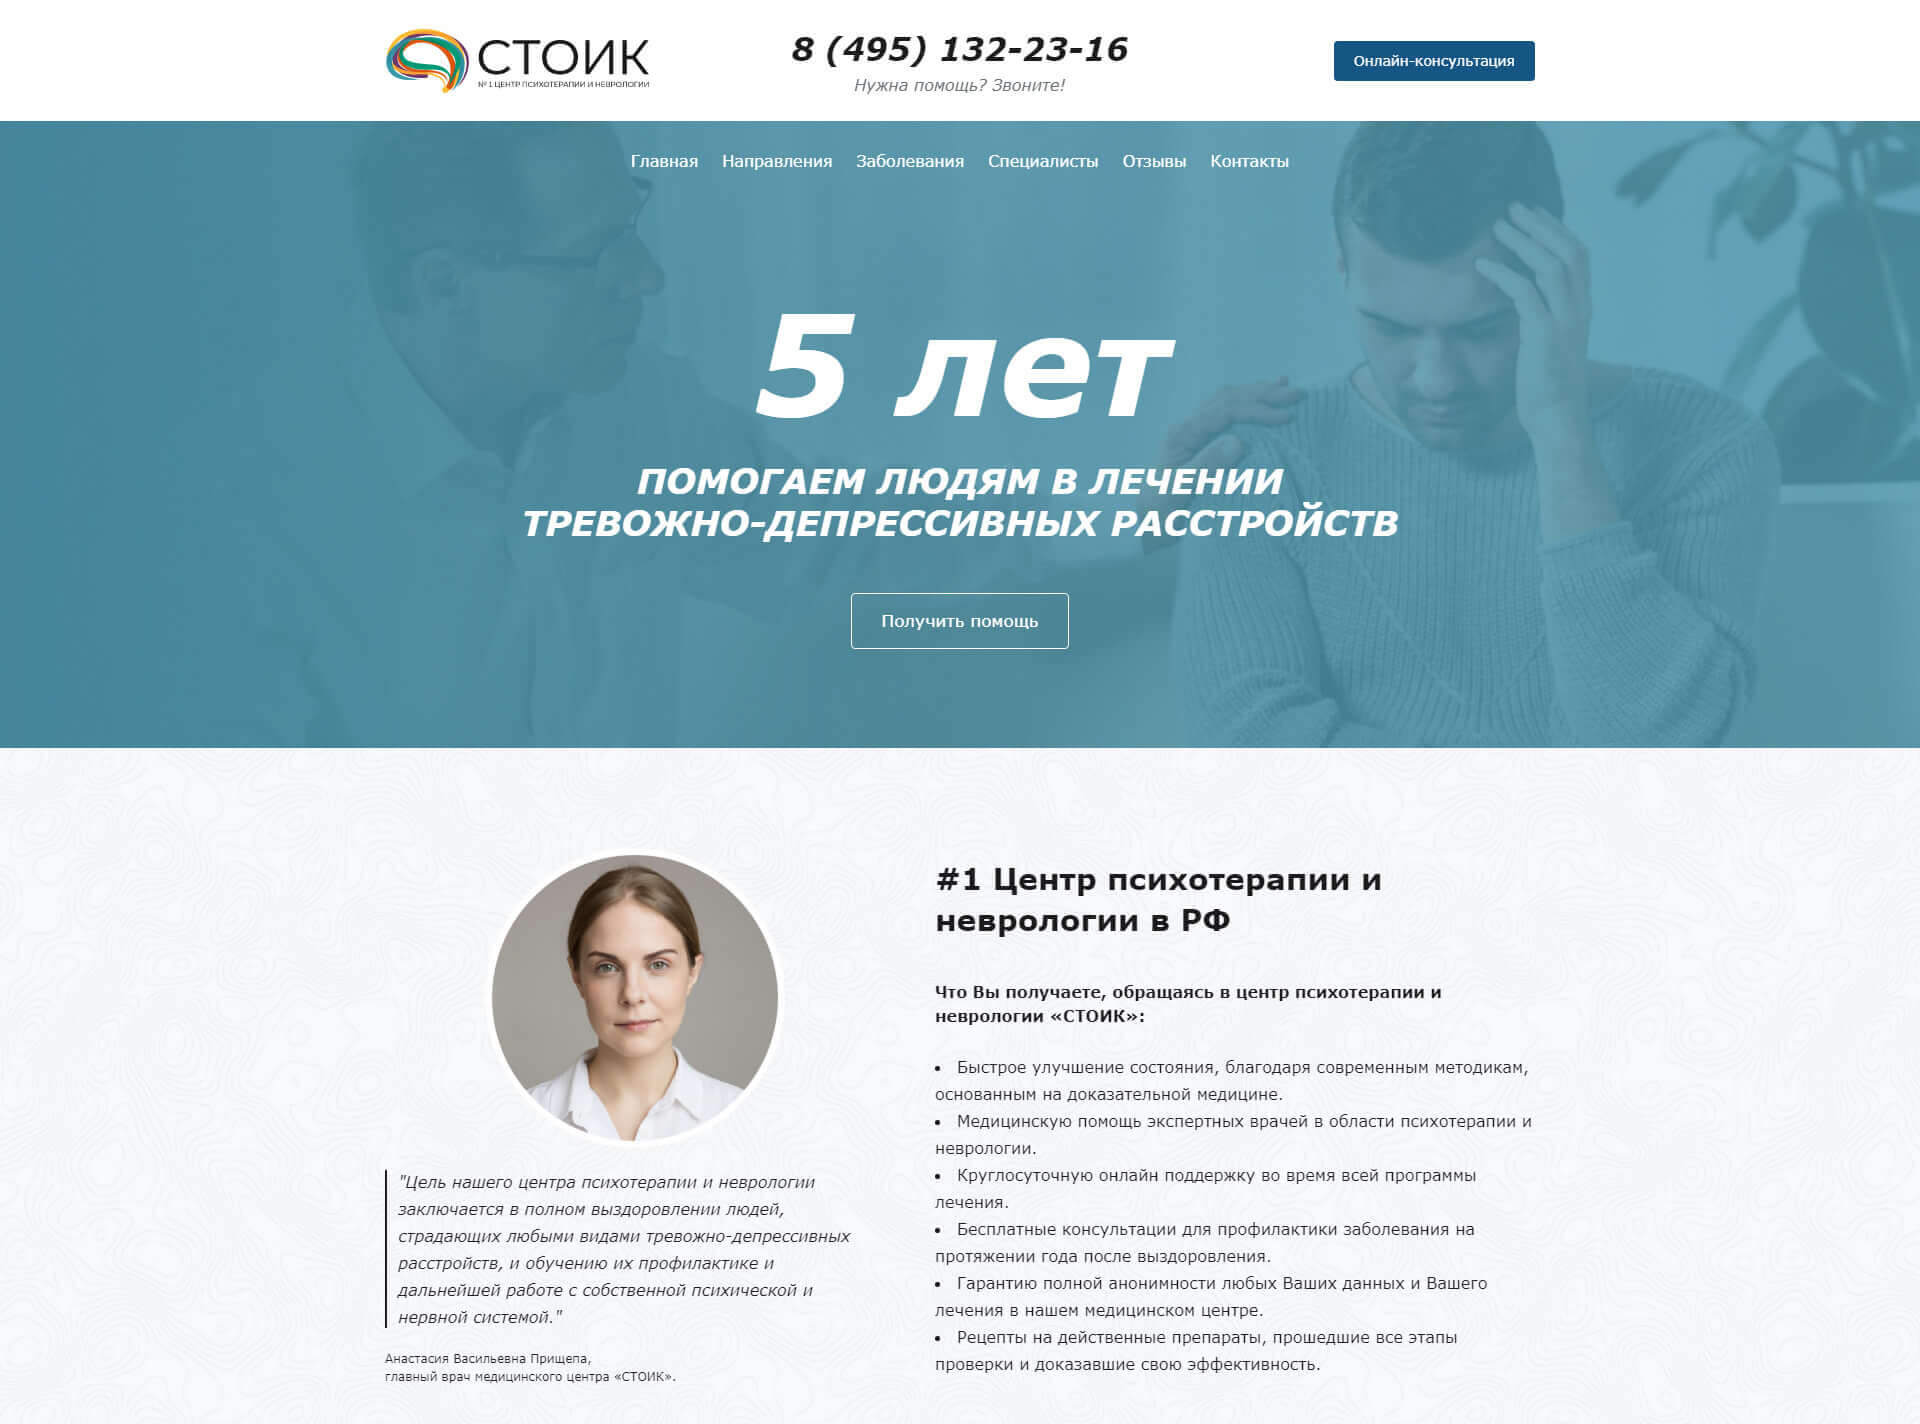 СТОИК
№ 1 ЦЕНТР ПСИХОТЕРАПИИ И НЕВРОЛОГИИ
8 (495) 132-23-16
Нужна помощь? Звоните!
Онлайн-консультация
Главная Направления Заболевания Специалисты Отзывы Контакты
5 лет
ПОМОГАЕМ ЛЮДЯМ В ЛЕЧЕНИИ
ТРЕВОЖНО-ДЕПРЕССИВНЫХ РАССТРОЙСТВ
Получить помощь
"Цель нашего центра психотерапии и неврологии
заключается в полном выздоровлении людей,
страдающих любыми видами тревожно-депрессивных
расстройств, и обучению их профилактике и
дальнейшей работе с собственной психической и
нервной системой."
Анастасия Васильевна Прищепа,
главный врач медицинского центра «СТОИК».
#1 Центр психотерапии и
неврологии в РФ
Что Вы получаете, обращаясь в центр психотерапии и
неврологии «СТОИК»:
• Быстрое улучшение состояния, благодаря современным методикам,
основанным на доказательной медицине.
• Медицинскую помощь экспертных врачей в области психотерапии и
неврологии.
• Круглосуточную онлайн поддержку во время всей программы
лечения.
• Бесплатные консультации для профилактики заболевания на
протяжении года после выздоровления.
• Гарантию полной анонимности любых Ваших данных и Вашего
лечения в нашем медицинском центре.
• Рецепты на действенные препараты, прошедшие все этапы
проверки и доказавшие свою эффективность.